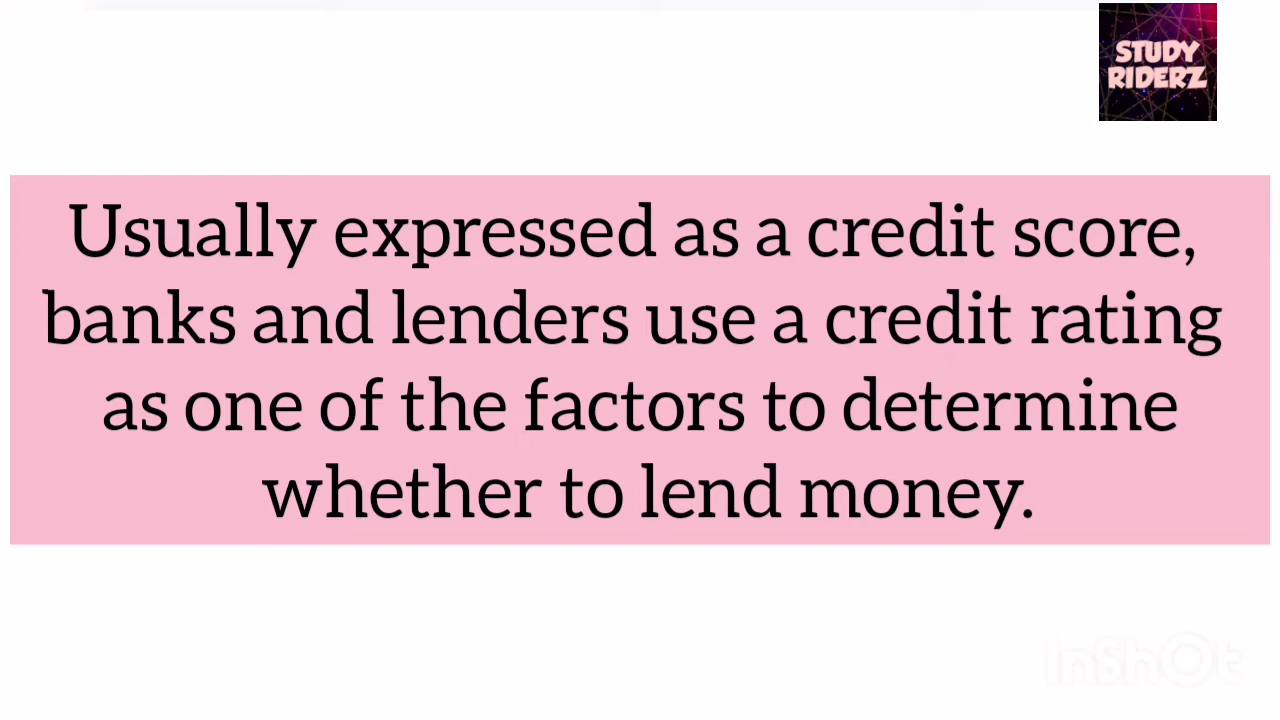 STUDY
RIDERZ
Usually expressed as a credit score,
banks and lenders use a credit rating
as one of the factors to determine
whether to lend money.
InShOt